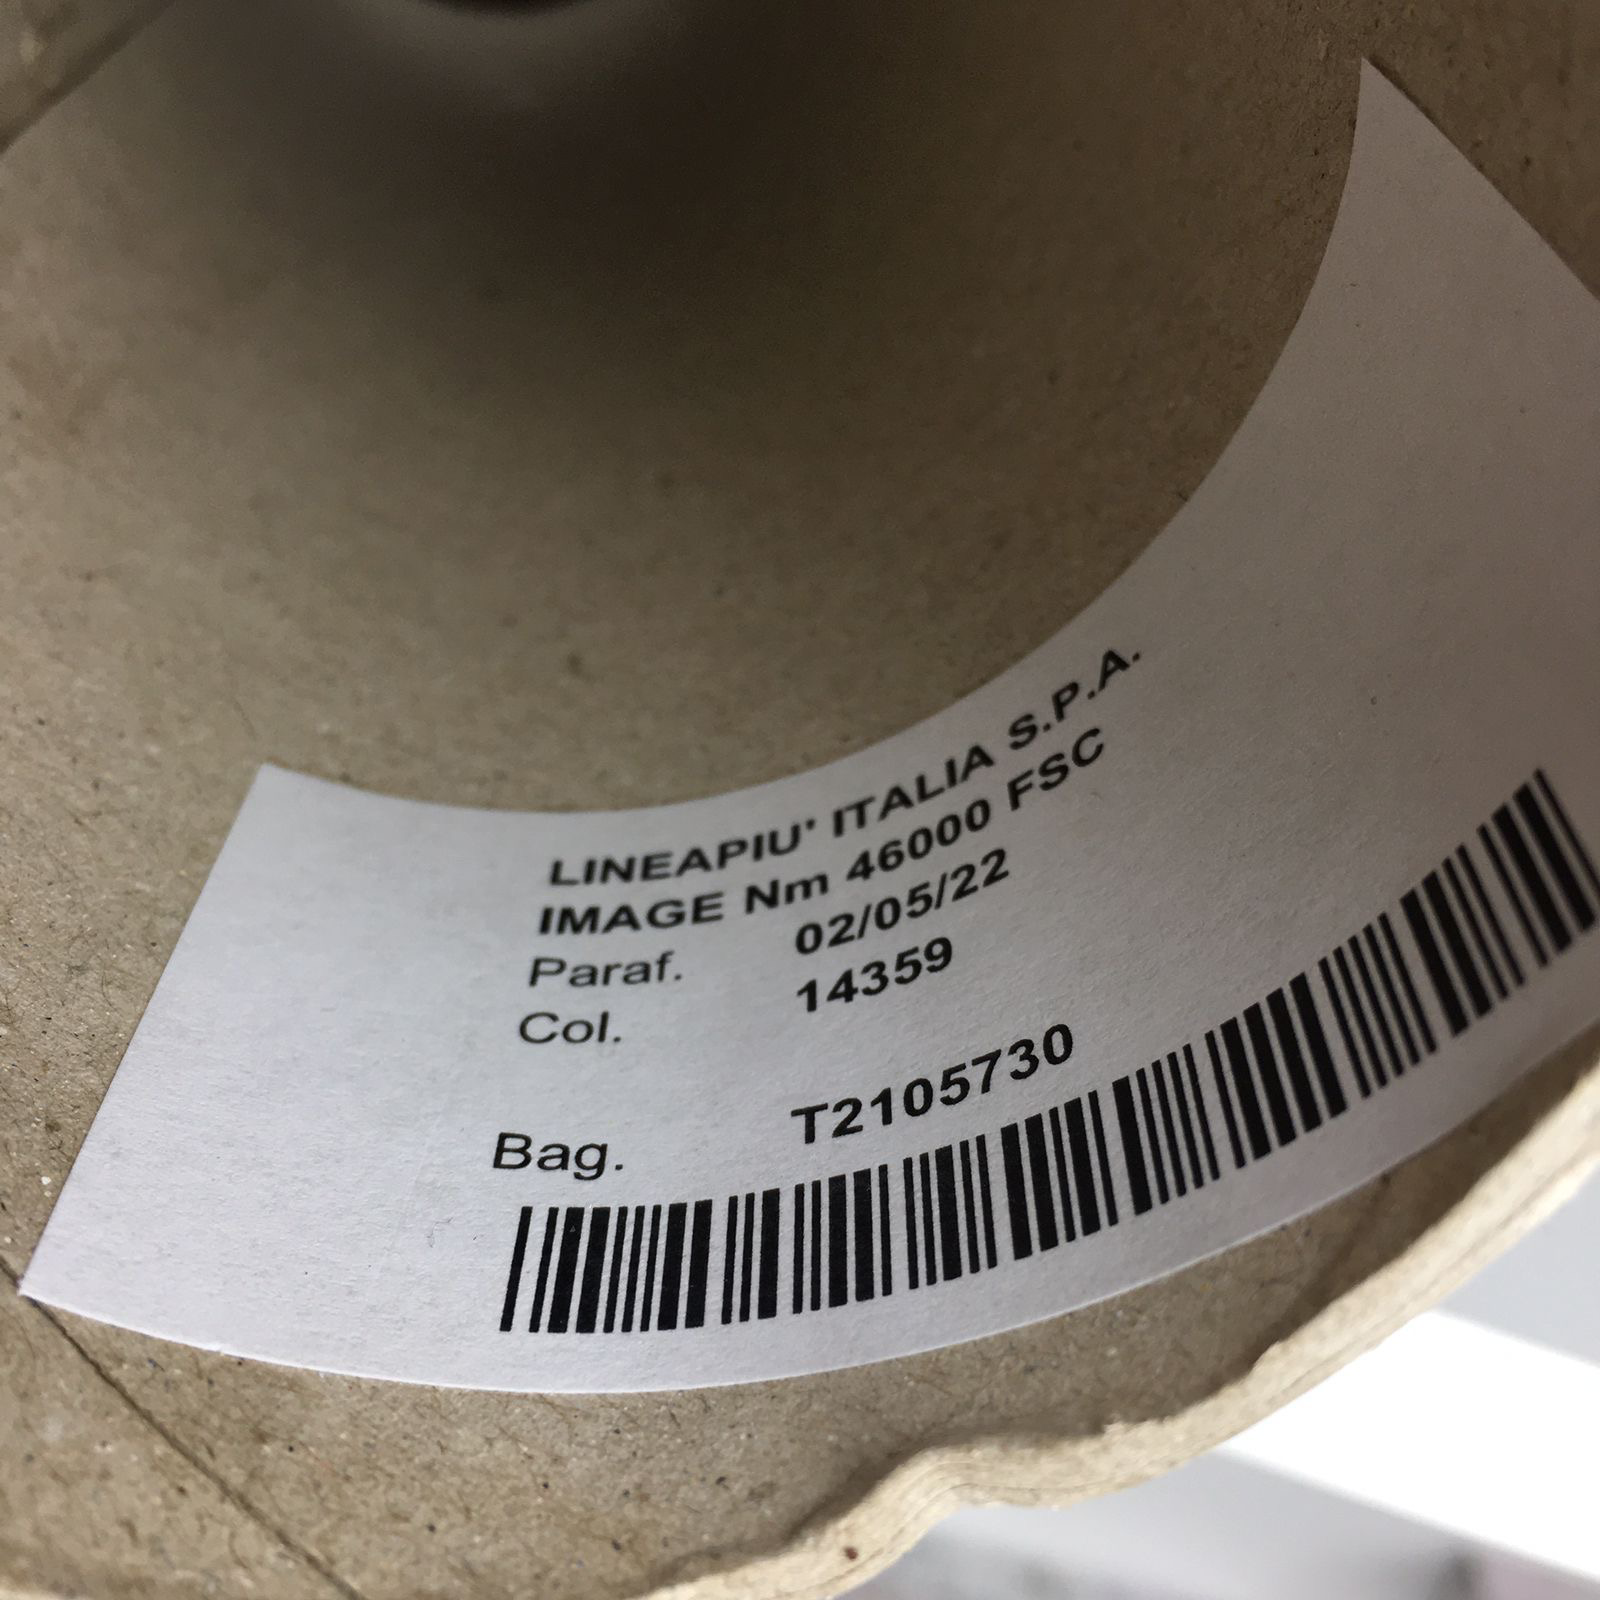 LINEAPIU' ITALIA S.P.A.
IMAGE Nm 46000 FSC
Paraf. 02/05/22
Col. 14359
Bag. T2105730